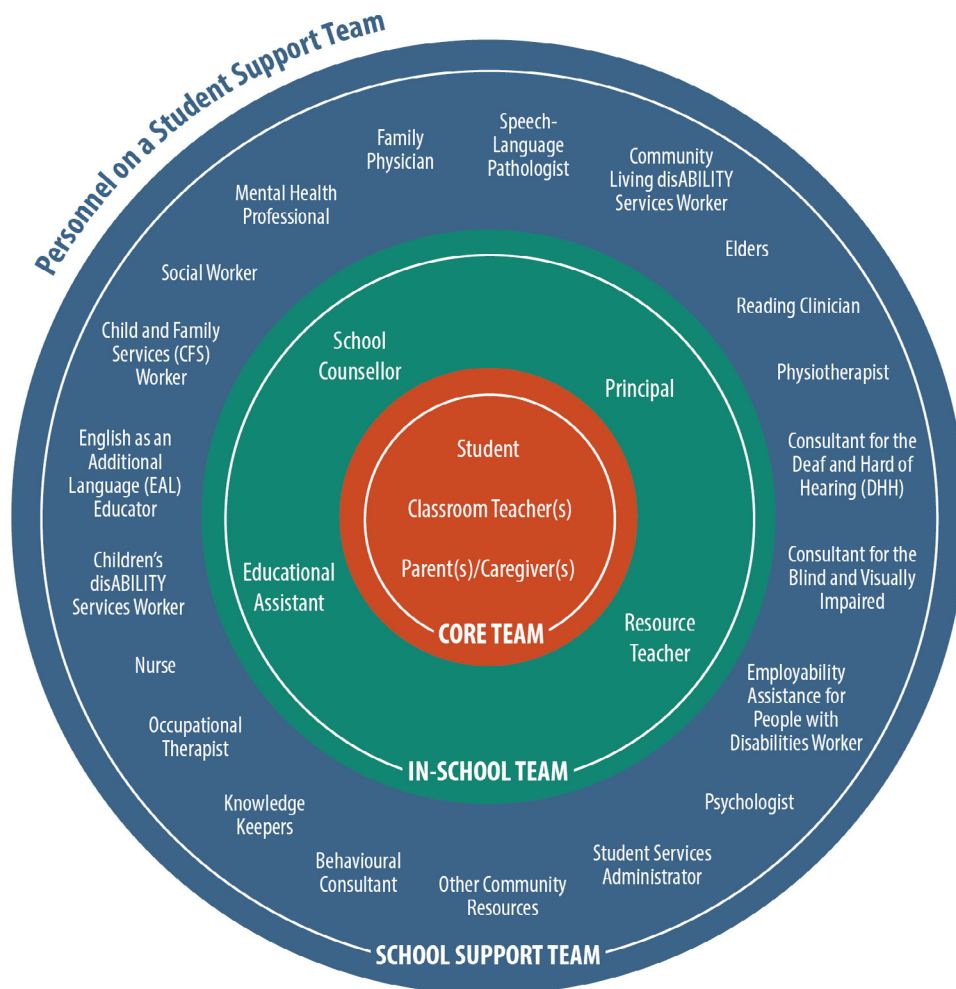 Personnel on a Student Support Team
Family
Physician
Speech-
Language
Pathologist
Community
Living disABILITY
Services Worker
Elders
Reading Clinician
Physiotherapist
Consultant for the
Deaf and Hard of
Hearing (DHH)
Consultant for the
Blind and Visually
Impaired
Employability
Assistance for
People with
Disabilities Worker
Psychologist
Student Services
Administrator
Other Community
Resources
Behavioural
Consultant
Knowledge
Keepers
Occupational
Therapist
Nurse
Children’s
disABILITY
Services Worker
English as an
Additional
Language (EAL)
Educator
Child and Family
Services (CFS)
Worker
Social Worker
Mental Health
Professional
School
Counsellor
Principal
Resource
Teacher
Educational
Assistant
Student
Classroom Teacher(s)
Parent(s)/Caregiver(s)
CORE TEAM
IN-SCHOOL TEAM
SCHOOL SUPPORT TEAM